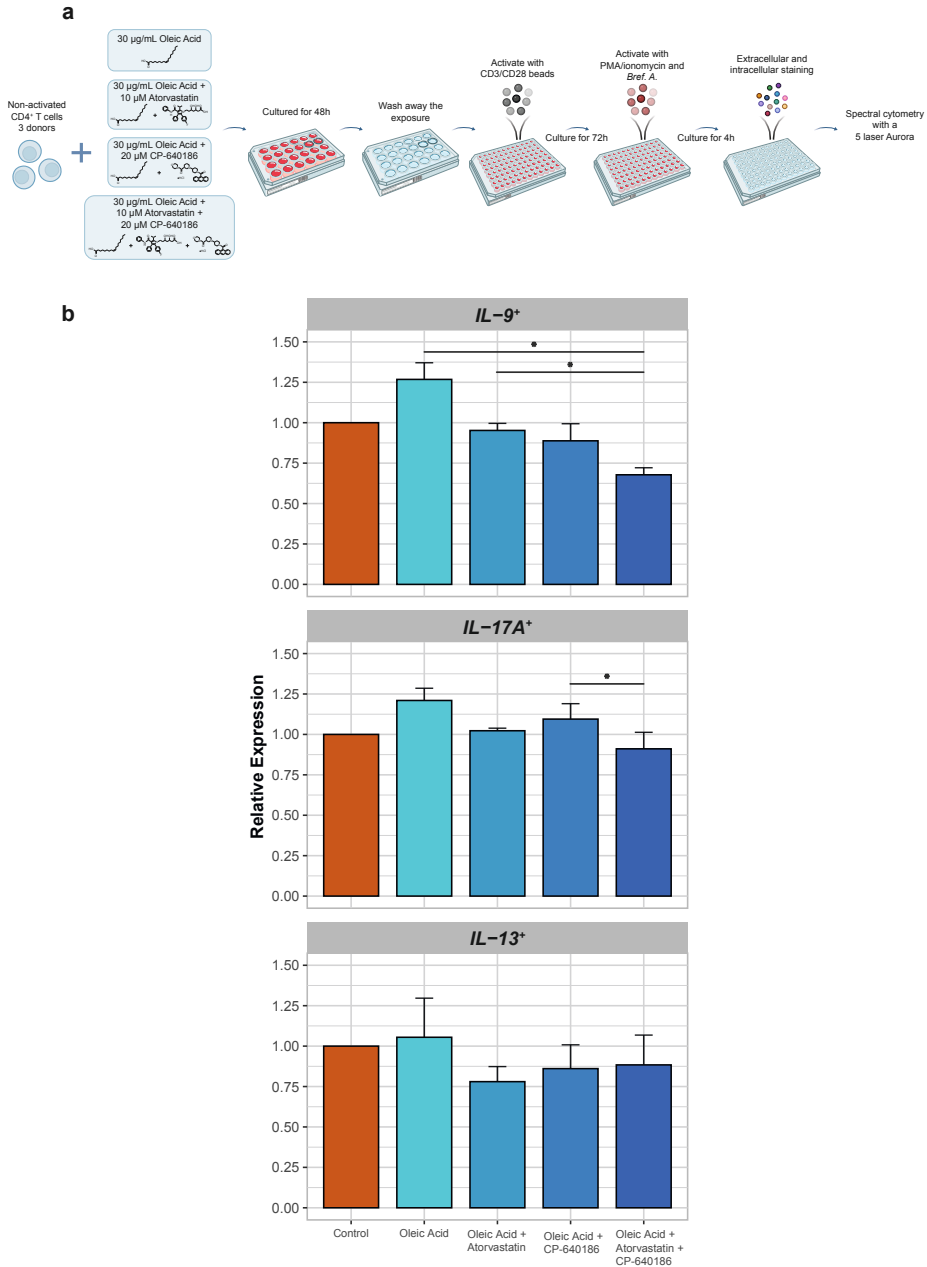 a
Non-activated
CD4⁺ T cells
3 donors
30 µg/mL Oleic Acid
30 µg/mL Oleic Acid +
10 µM Atorvastatin
30 µg/mL Oleic Acid +
20 µM CP-640186
30 µg/mL Oleic Acid +
10 µM Atorvastatin +
20 µM CP-640186
Cultured for 48h
Wash away the
exposure
Activate with
CD3/CD28 beads
Culture for 72h
Activate with
PMA/ionomycin and
Bref. A.
Culture for 4h
Extracellular and
intracellular staining
Spectral cytometry
with a
5 laser Aurora
b
Relative Expression
IL−9⁺
1.50
1.25
1.00
0.75
0.50
0.25
0.00
*
*
IL−17A⁺
1.50
1.25
1.00
0.75
0.50
0.25
0.00
*
IL−13⁺
1.50
1.25
1.00
0.75
0.50
0.25
0.00
Control
Oleic Acid
Oleic Acid +
Atorvastatin
Oleic Acid +
CP-640186
Oleic Acid +
Atorvastatin +
CP-640186